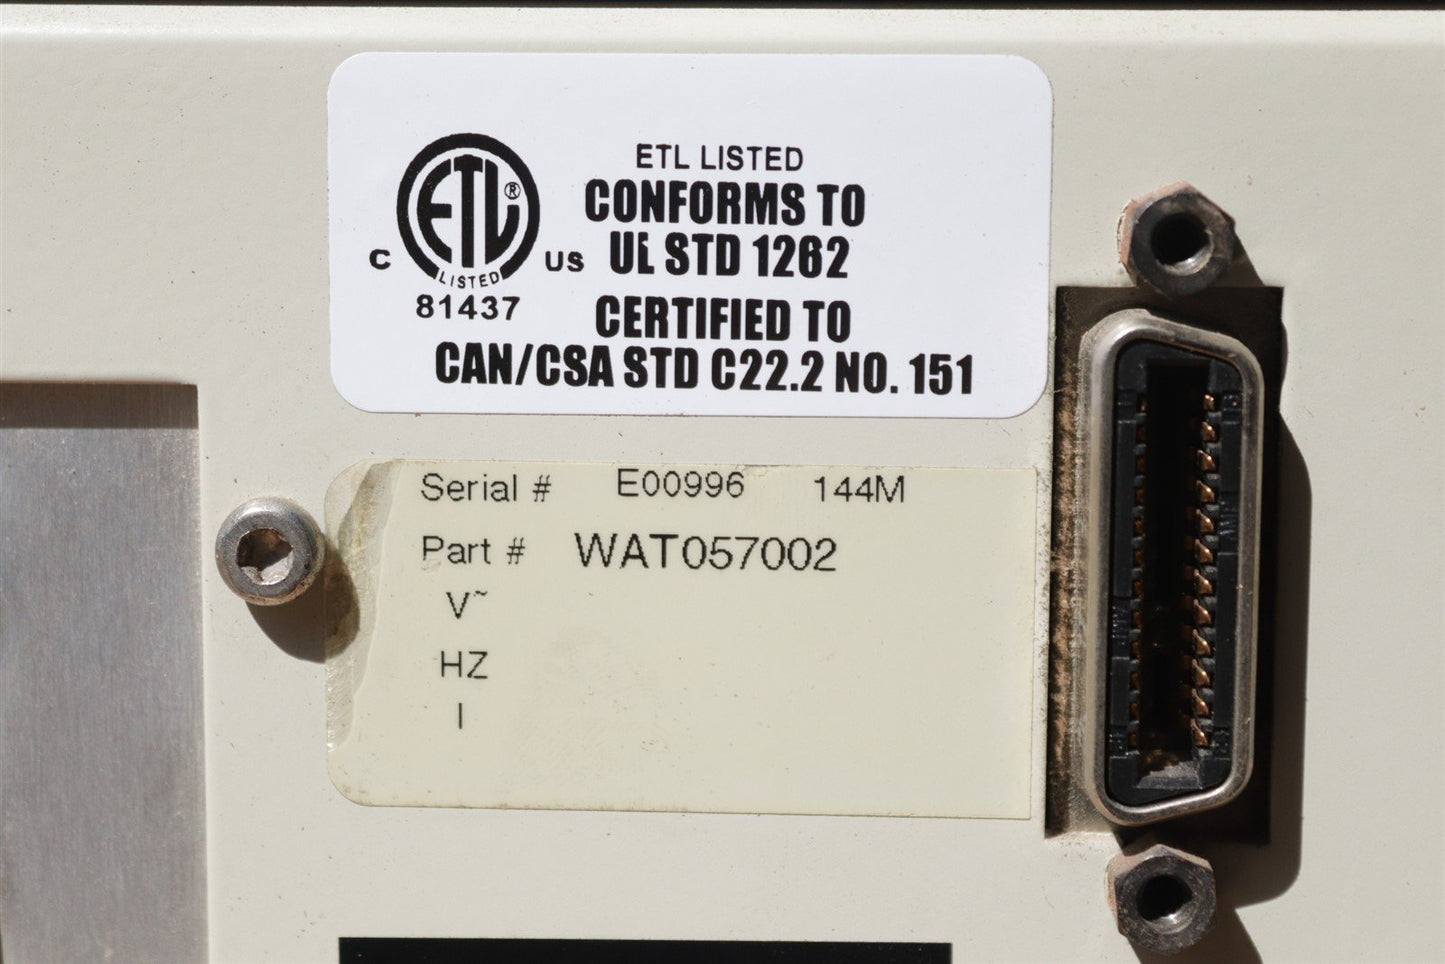 ETL®
LISTED
C
US
81437
ETL LISTED
CONFORMS TO
UL STD 1262
CERTIFIED TO
CAN/CSA STD C22.2 NO. 151
Serial # E00996 144M
Part # WAT057002
V~
HZ
I